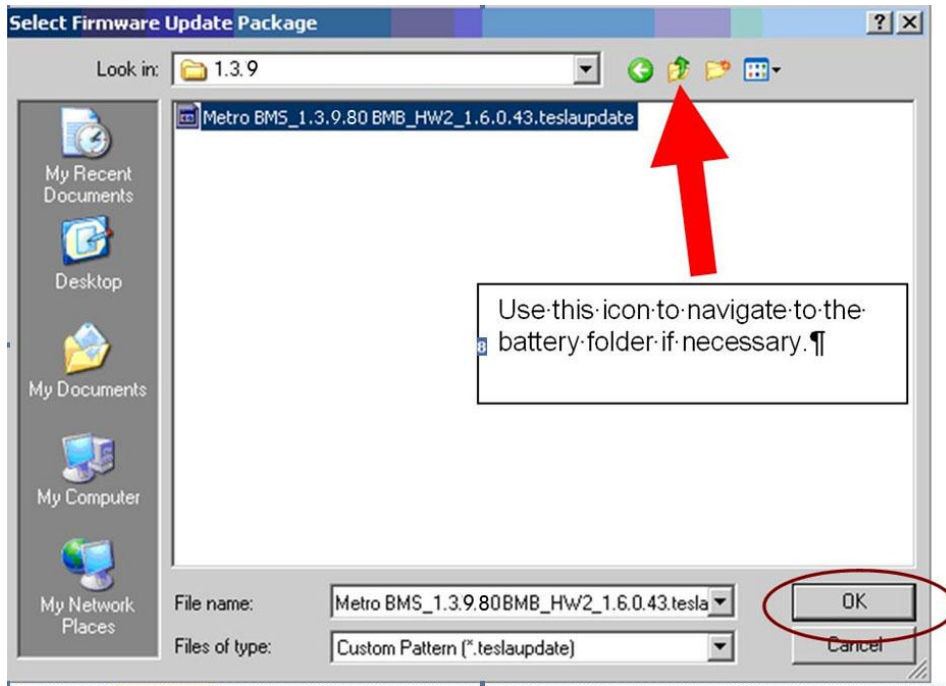 Select Firmware Update Package
Look in: 1.3.9
Metro BMS_1.3.9.80 BMB_HW2_1.6.0.43.teslaupdate
My Recent
Documents
Desktop
My Documents
My Computer
My Network
Places
Use·this·icon·to·navigate·to·the·
battery·folder·if·necessary.¶
8
File name: Metro BMS_1.3.9.80BMB_HW2_1.6.0.43.tesla
OK
Files of type: Custom Pattern (*.teslaupdate)
Cancel